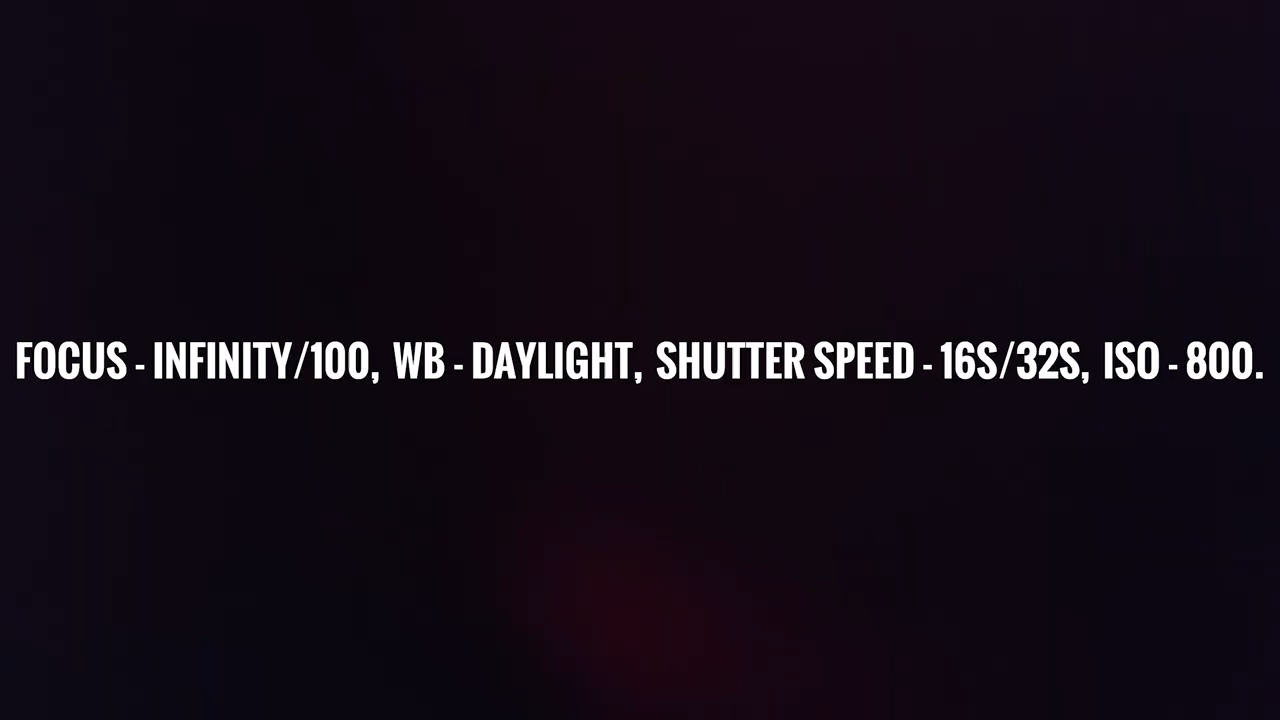 FOCUS - INFINITY/100, WB - DAYLIGHT, SHUTTER SPEED - 16S/32S, ISO - 800.